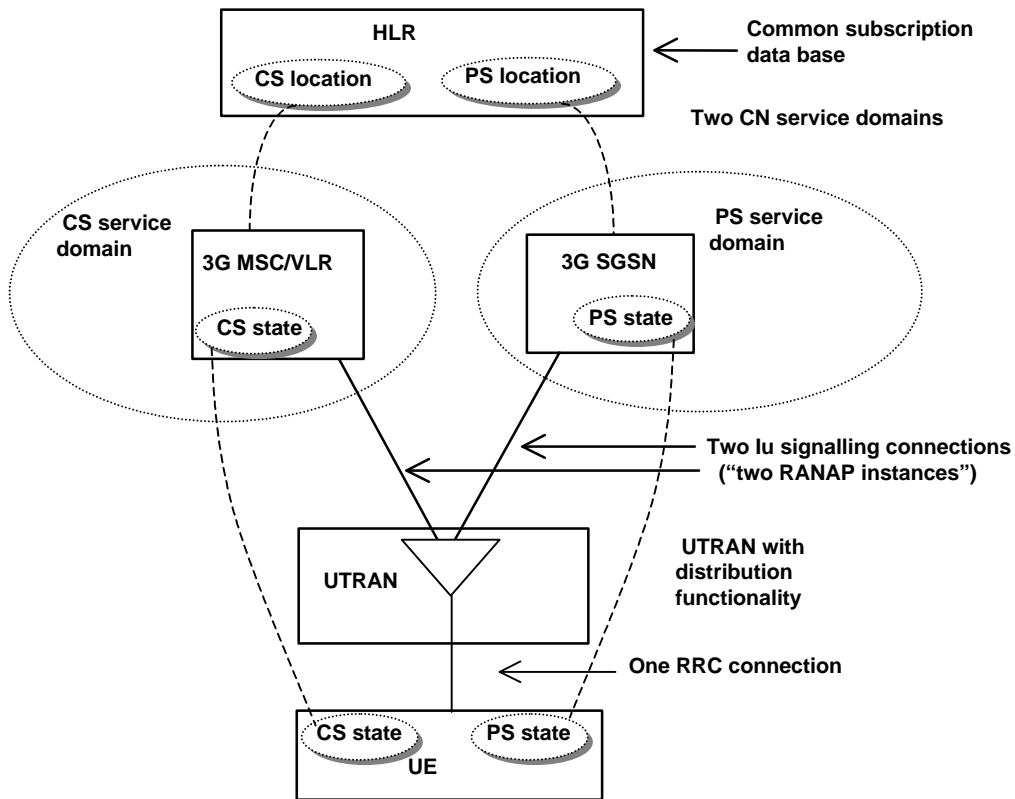 HLR
Common subscription
data base
CS location
PS location
Two CN service domains
CS service
domain
PS service
domain
3G MSC/VLR
3G SGSN
CS state
PS state
Two Iu signalling connections
(“two RANAP instances”)
UTRAN
UTRAN with
distribution
functionality
One RRC connection
CS state
PS state
UE